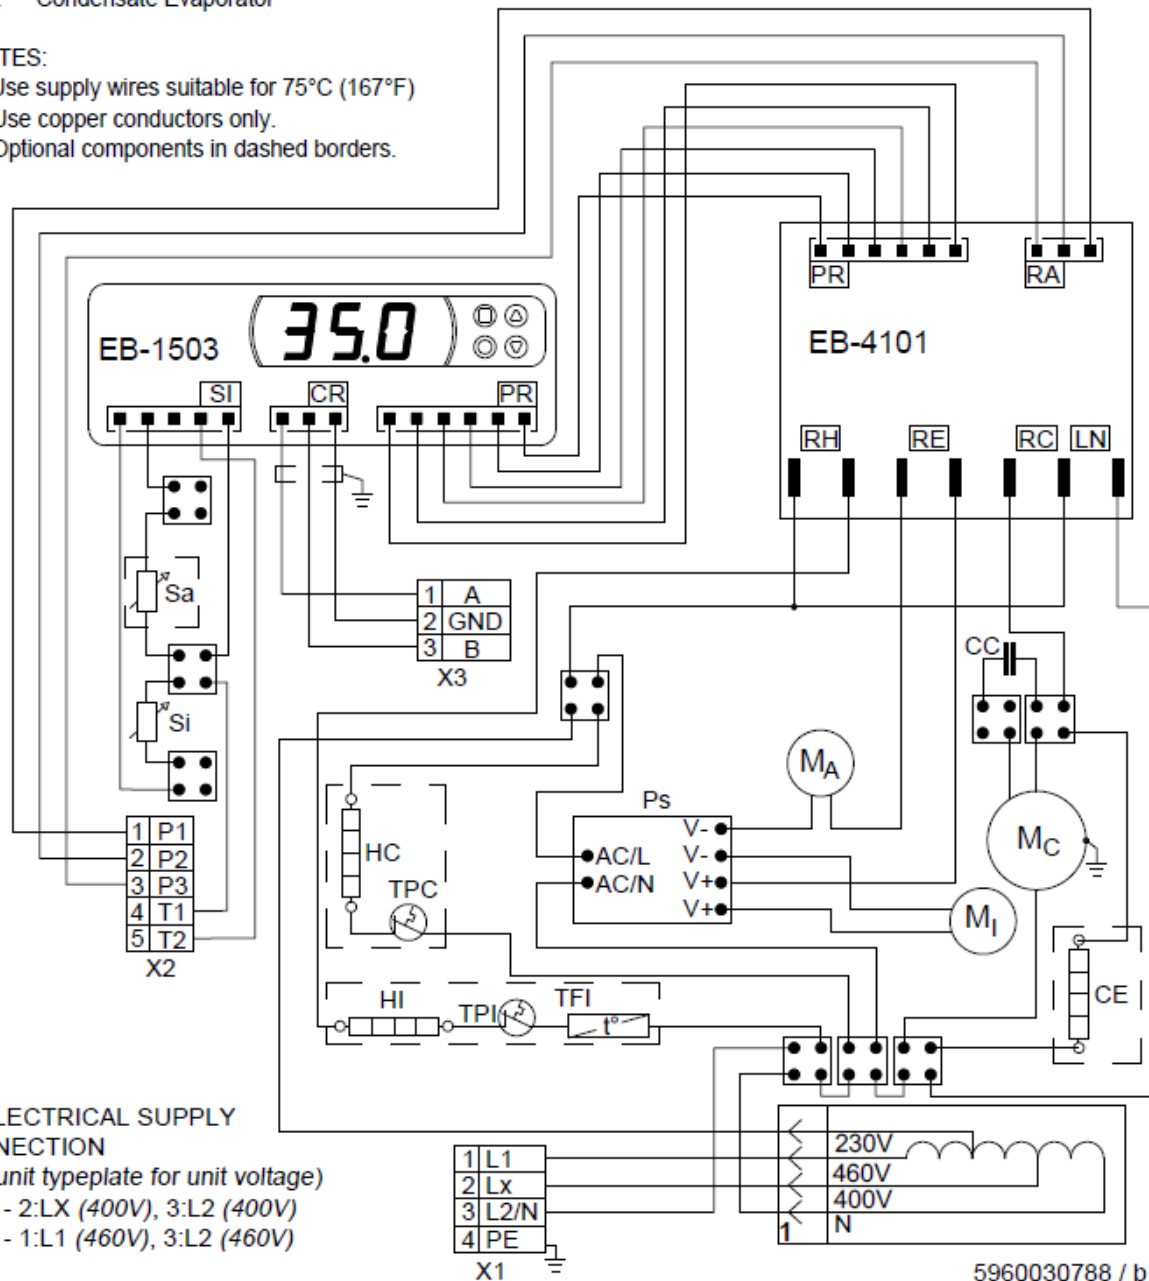 Condensate Evaporator
TES:
Use supply wires suitable for 75°C (167°F)
Use copper conductors only.
Optional components in dashed borders.
PR RA
EB-4101
RH RE RC LN
EB-1503 35.0
SI CR PR
Sa
Si
1 A
2 GND
3 B
X3
CC
MA
MC
MI
Ps
V-
AC/L V-
AC/N V+
V+
HC
TPC
HI TPI TFI
t°
CE
1 P1
2 P2
3 P3
4 T1
5 T2
X2
LECTRICAL SUPPLY
NECTION
unit typeplate for unit voltage)
- 2:LX (400V), 3:L2 (400V)
- 1:L1 (460V), 3:L2 (460V)
1 L1
2 Lx
3 L2/N
4 PE
X1
230V
460V
400V
1 N
5960030788 / b